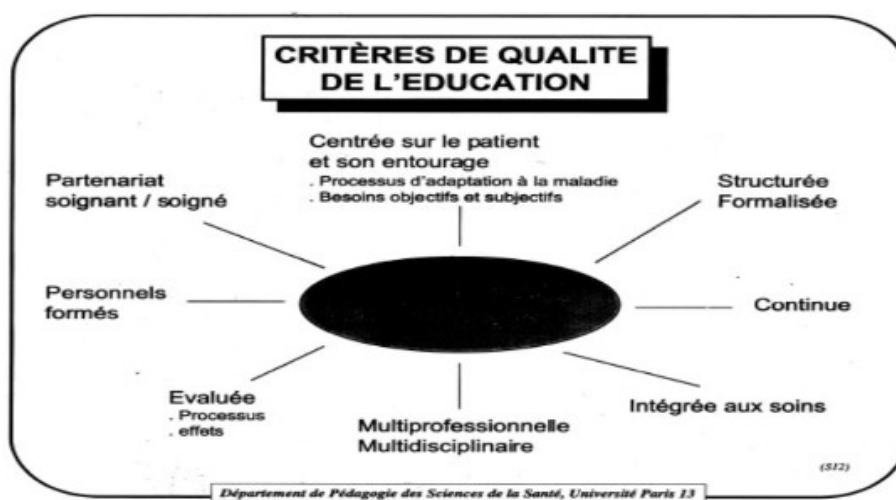 CRITÈRES DE QUALITE
DE L'EDUCATION
Centrée sur le patient
et son entourage
. Processus d'adaptation à la maladie
. Besoins objectifs et subjectifs
Partenariat
soignant / soigné
Structurée
Formalisée
Personnels
formés
Continue
Evaluée
. Processus
. effets
Multiprofessionnelle
Multidisciplinaire
Intégrée aux soins
(S12)
Département de Pédagogie des Sciences de la Santé, Université Paris 13